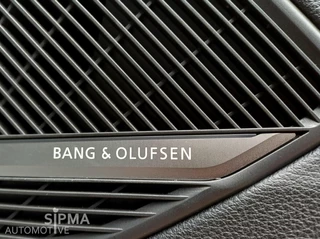 BANG & OLUFSEN
SiPMA
AUTOMOTIVE